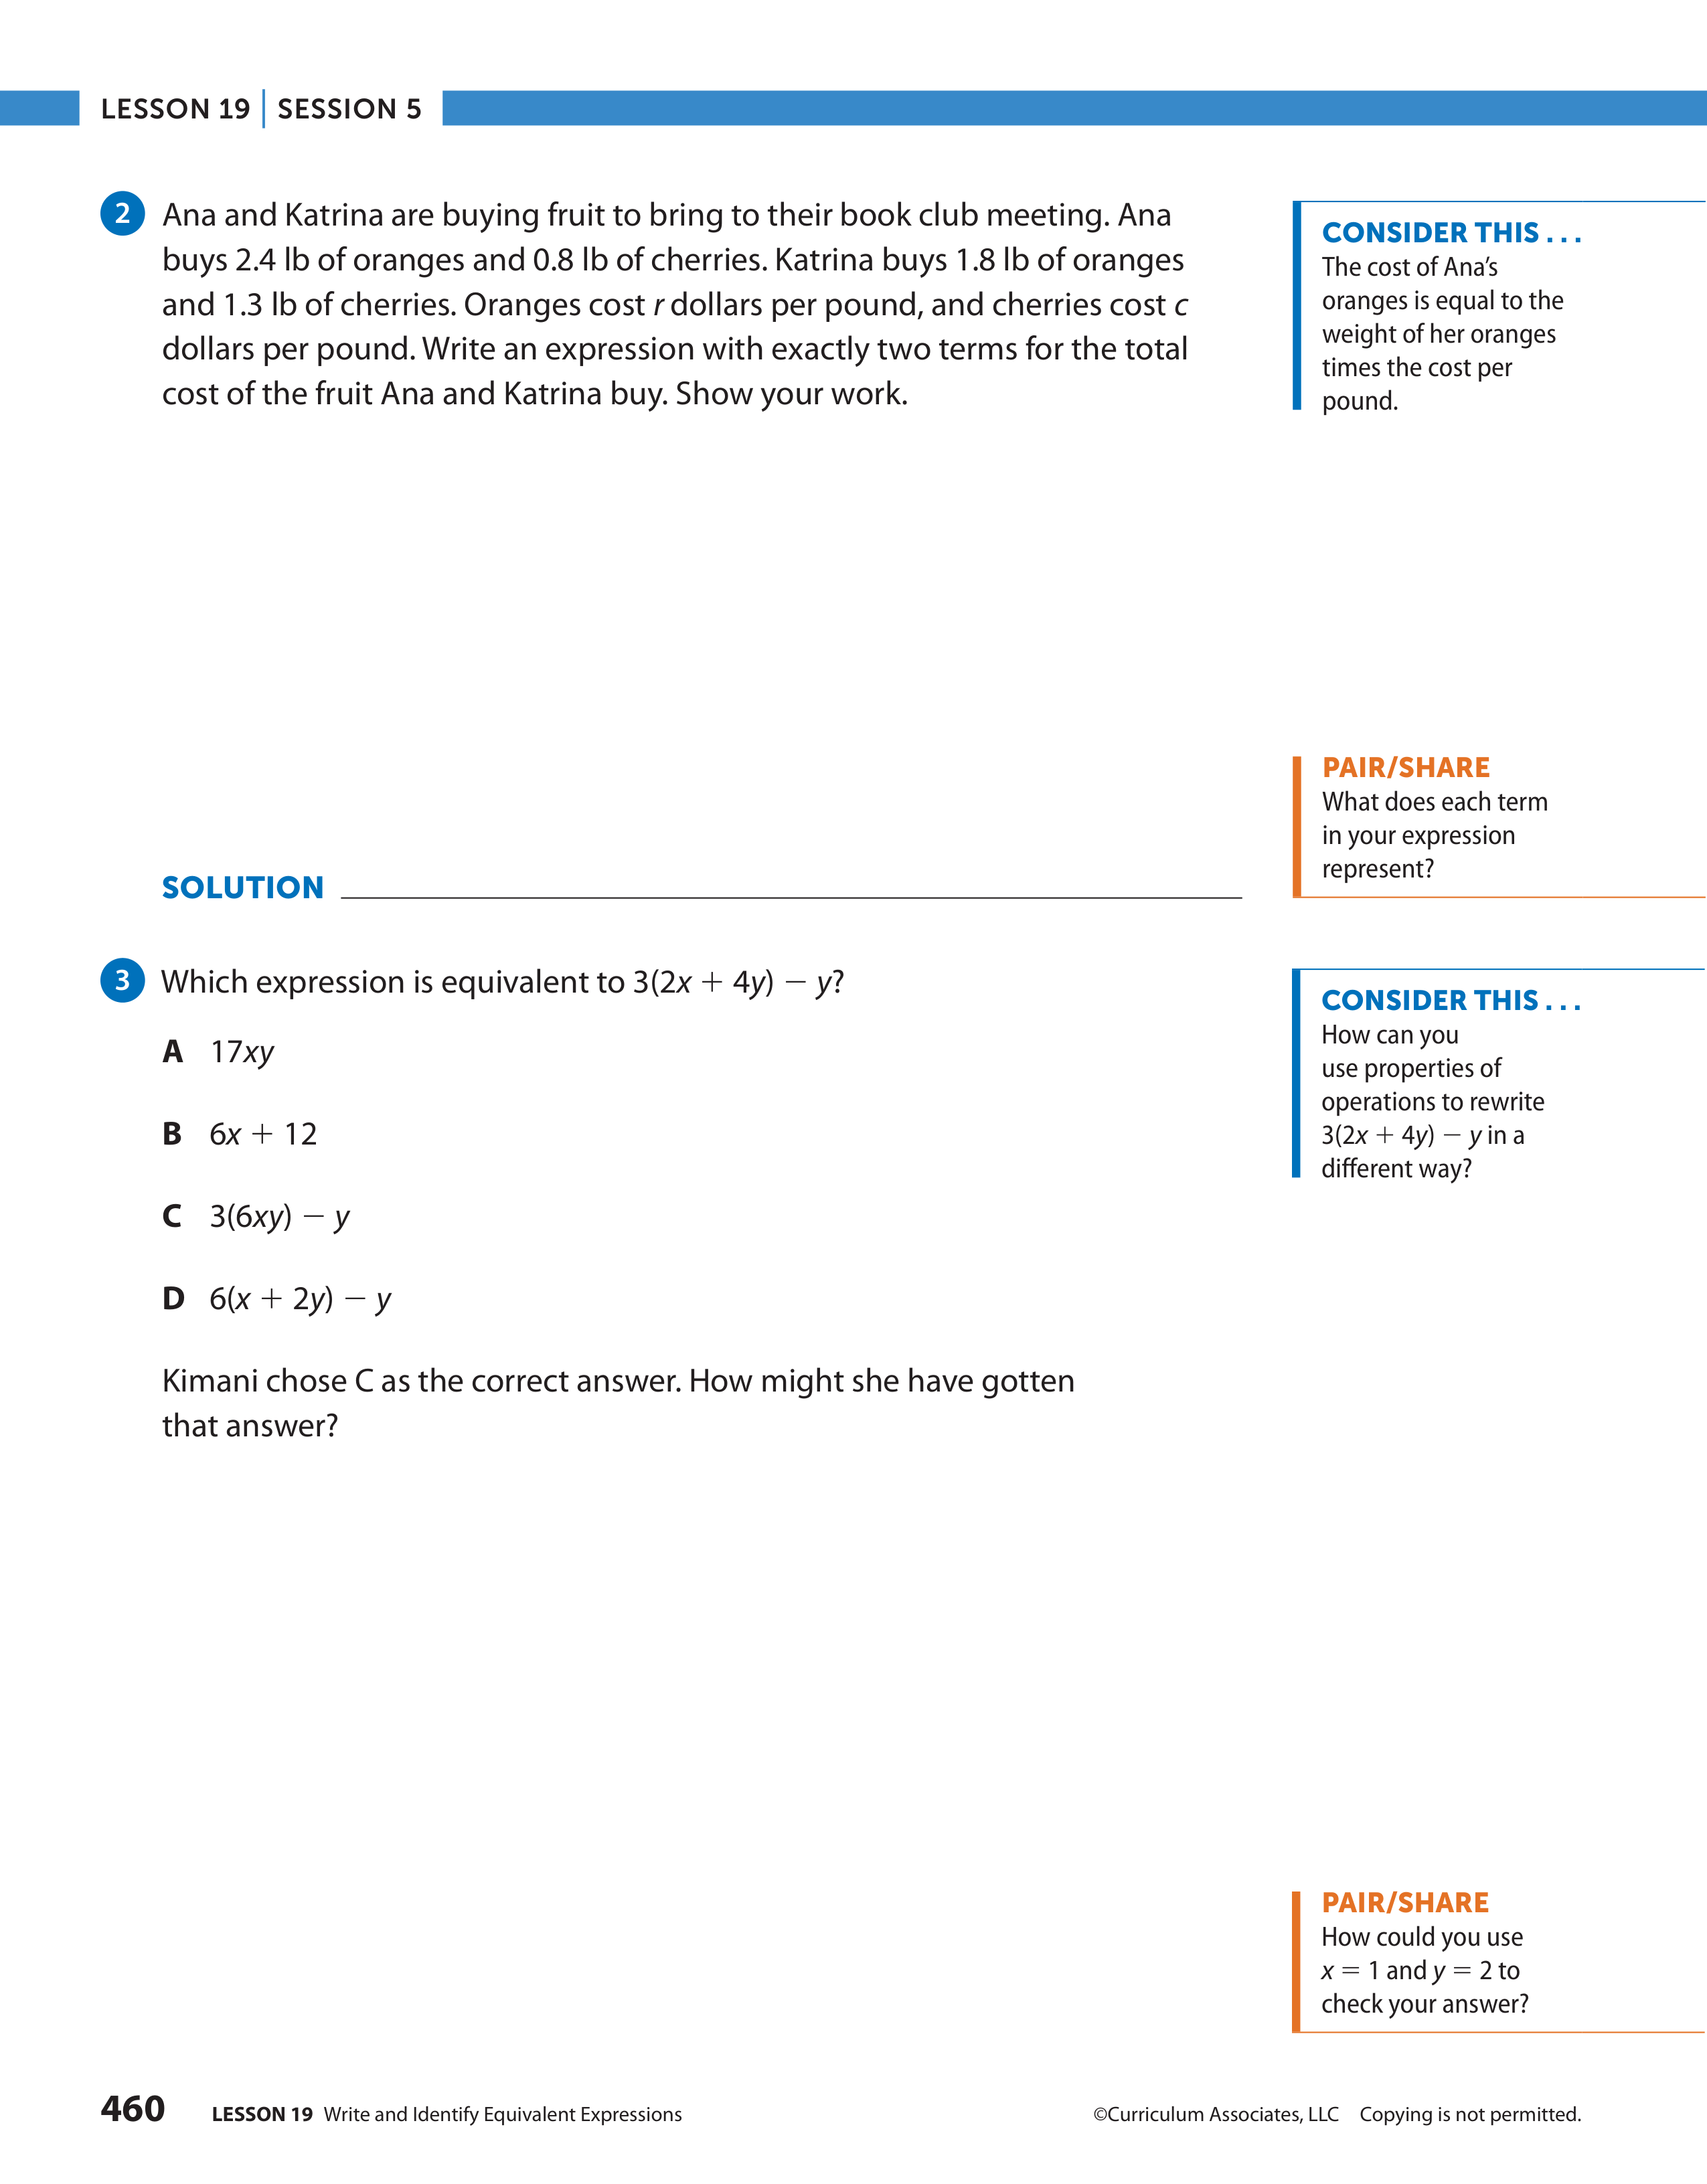 LESSON 19 | SESSION 5
2 Ana and Katrina are buying fruit to bring to their book club meeting. Ana
buys 2.4 lb of oranges and 0.8 lb of cherries. Katrina buys 1.8 lb of oranges
and 1.3 lb of cherries. Oranges cost r dollars per pound, and cherries cost c
dollars per pound. Write an expression with exactly two terms for the total
cost of the fruit Ana and Katrina buy. Show your work.
CONSIDER THIS . . .
The cost of Ana’s
oranges is equal to the
weight of her oranges
times the cost per
pound.
PAIR/SHARE
What does each term
in your expression
represent?
SOLUTION
3 Which expression is equivalent to 3(2x + 4y) − y?
A 17xy
B 6x + 12
C 3(6xy) − y
D 6(x + 2y) − y
Kimani chose C as the correct answer. How might she have gotten
that answer?
CONSIDER THIS . . .
How can you
use properties of
operations to rewrite
3(2x + 4y) − y in a
different way?
PAIR/SHARE
How could you use
x = 1 and y = 2 to
check your answer?
460 LESSON 19 Write and Identify Equivalent Expressions
©Curriculum Associates, LLC Copying is not permitted.